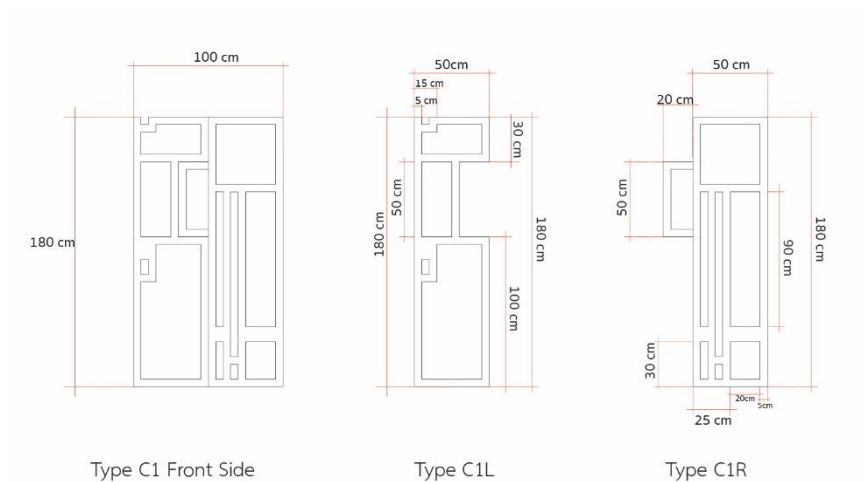 100 cm
180 cm
Type C1 Front Side
50cm
15 cm
5 cm
30 cm
50 cm
180 cm
180 cm
100 cm
Type C1L
50 cm
20 cm
50 cm
180 cm
90 cm
30 cm
20cm
5cm
25 cm
Type C1R